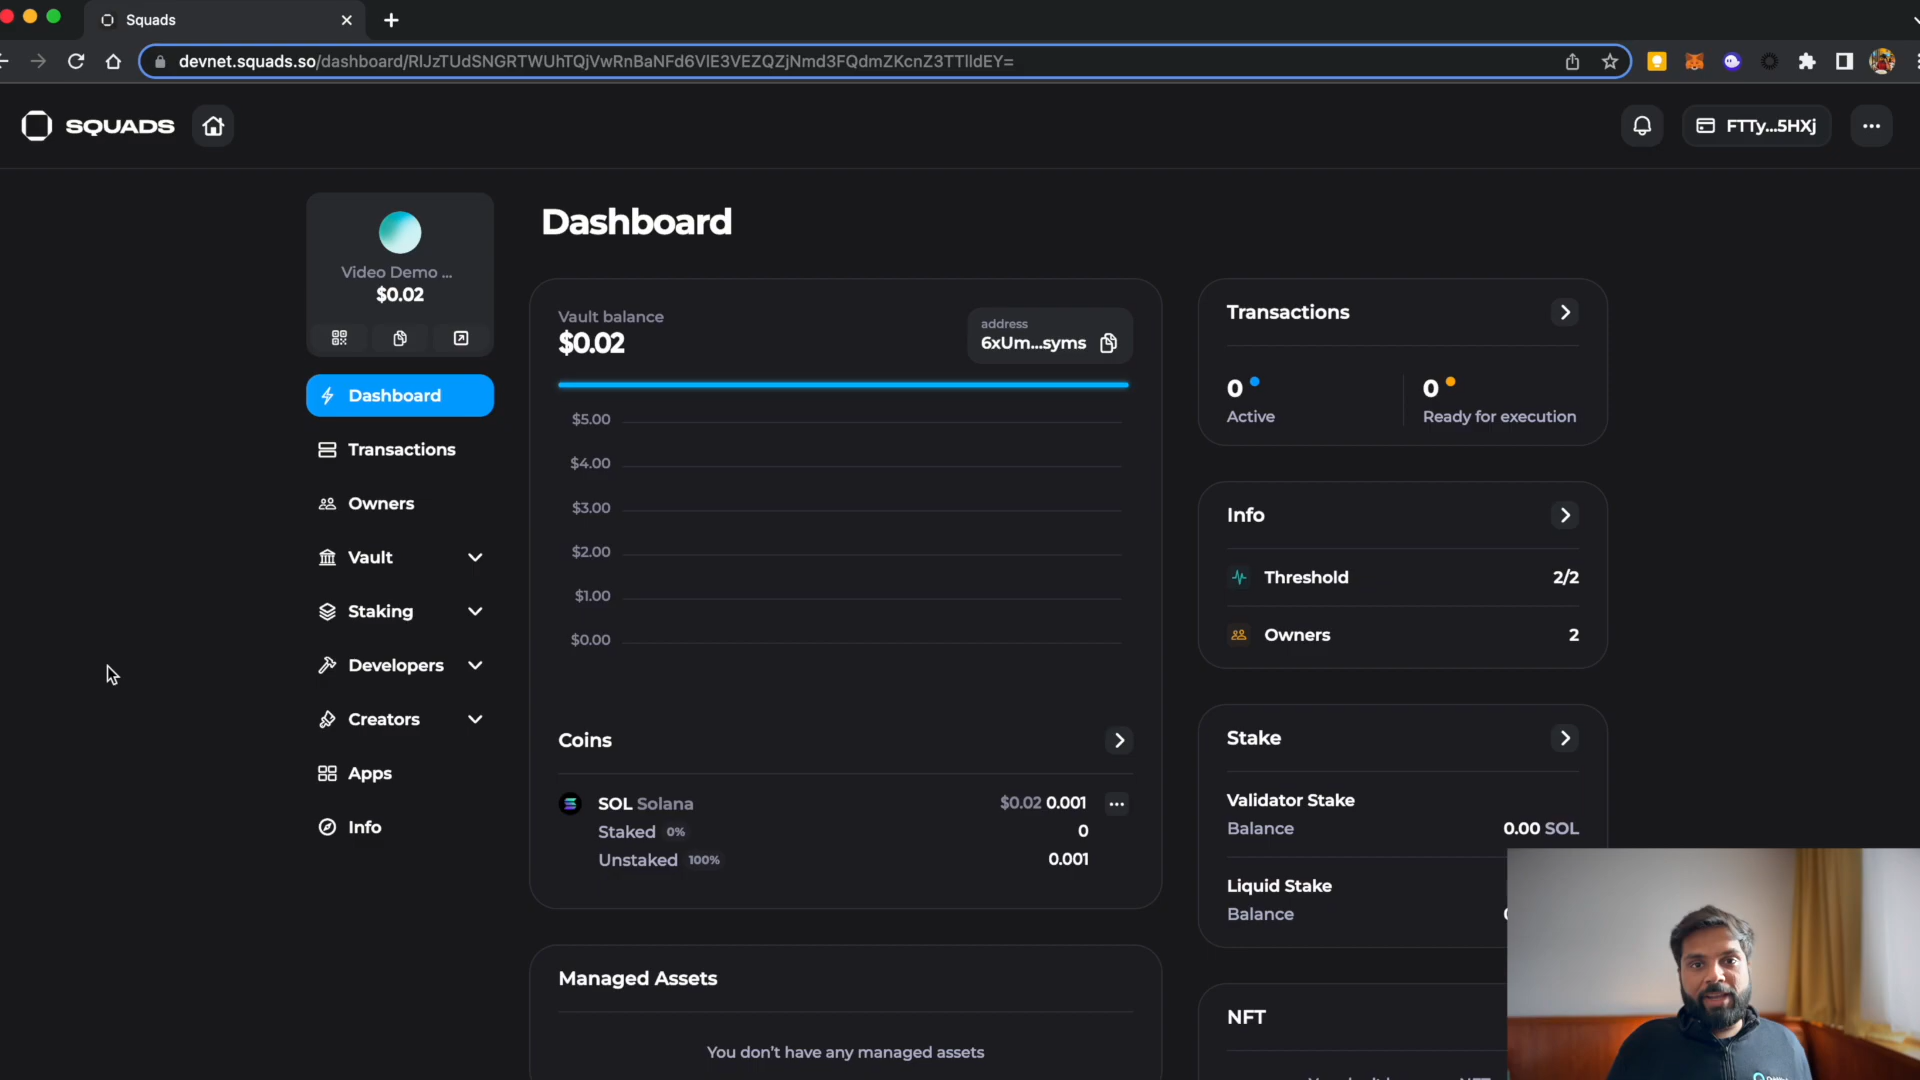 Squads
devnet.squads.so/dashboard/RlJzTUdSNGRTWUhTQjVwRnBaNFd6VlE3VEZQZjNmd3FQdmZKcnZ3TTlldEY=
SQUADS
FTTy...5HXj
Video Demo ...
$0.02
Dashboard
Transactions
Owners
Vault
Staking
Developers
Creators
Apps
Info
Dashboard
Vault balance
$0.02
address
6xUm...syms
$5.00
$4.00
$3.00
$2.00
$1.00
$0.00
Coins
SOL Solana
$0.02 0.001
Staked 0%
0
Unstaked 100%
0.001
Managed Assets
You don't have any managed assets
Transactions
0
Active
0
Ready for execution
Info
Threshold
2/2
Owners
2
Stake
Validator Stake
Balance
0.00 SOL
Liquid Stake
Balance
NFT